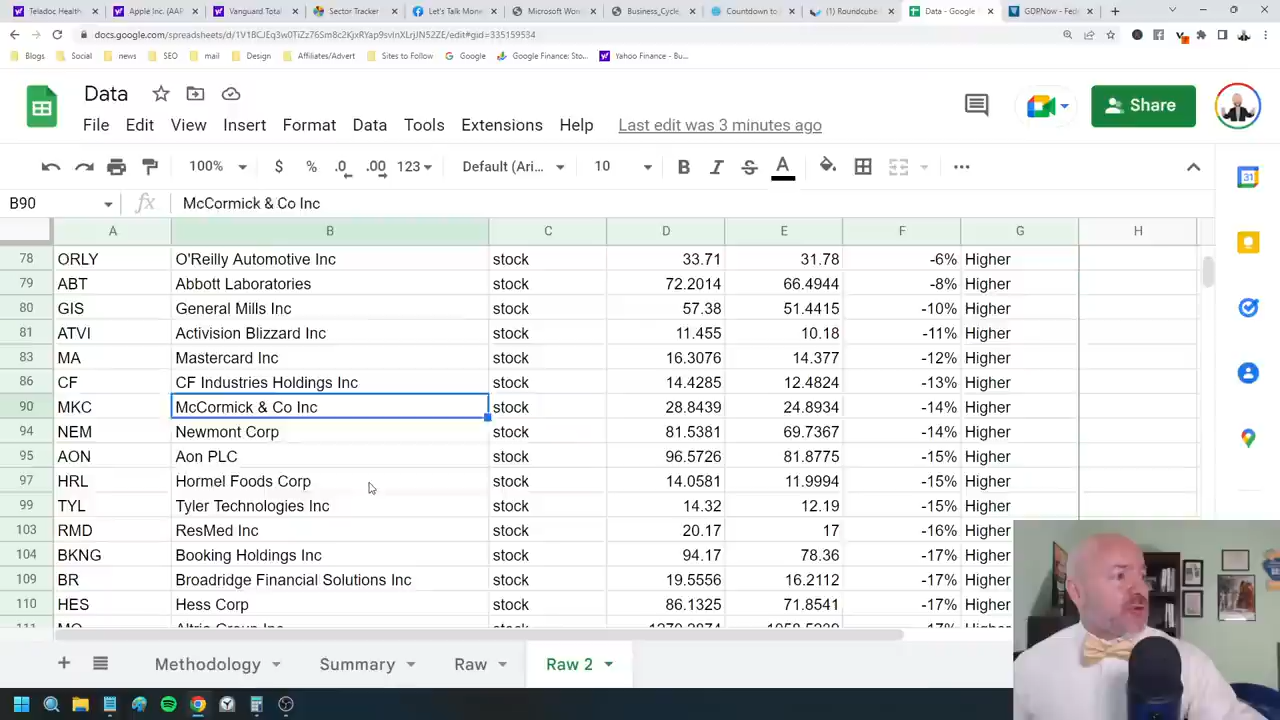 Teladoc Health
Apple Inc. (AAP
Vanguard Total
Sector Tracker
Let's Talk Mone
Microsoft Wor
Business_Cycle
Countdown to
(1) Roundcube
Data - Google
GDPNow - Fed
docs.google.com/spreadsheets/d/
Blogs
Social
news
SEO
mail
Design
Affiliates/Advert
Sites to Follow
Google
Google Finance: Sto...
Yahoo Finance - Bu...
Data
File Edit View Insert Format Data Tools Extensions Help Last edit was 3 minutes ago
Share
100% $ % .0 .00 123 Default (Ari... 10 B I S A
B90 fx McCormick & Co Inc
A B C D E F G H
78 ORLY O'Reilly Automotive Inc stock 33.71 31.78 -6% Higher
79 ABT Abbott Laboratories stock 72.2014 66.4944 -8% Higher
80 GIS General Mills Inc stock 57.38 51.4415 -10% Higher
81 ATVI Activision Blizzard Inc stock 11.455 10.18 -11% Higher
83 MA Mastercard Inc stock 16.3076 14.377 -12% Higher
86 CF CF Industries Holdings Inc stock 14.4285 12.4824 -13% Higher
90 MKC McCormick & Co Inc stock 28.8439 24.8934 -14% Higher
94 NEM Newmont Corp stock 81.5381 69.7367 -14% Higher
95 AON Aon PLC stock 96.5726 81.8775 -15% Higher
97 HRL Hormel Foods Corp stock 14.0581 11.9994 -15% Higher
99 TYL Tyler Technologies Inc stock 14.32 12.19 -15% Higher
103 RMD ResMed Inc stock 20.17 17 -16% Higher
104 BKNG Booking Holdings Inc stock 94.17 78.36 -17% Higher
109 BR Broadridge Financial Solutions Inc stock 19.5556 16.2112 -17% Higher
110 HES Hess Corp stock 86.1325 71.8541 -17% Higher
Methodology Summary Raw Raw 2